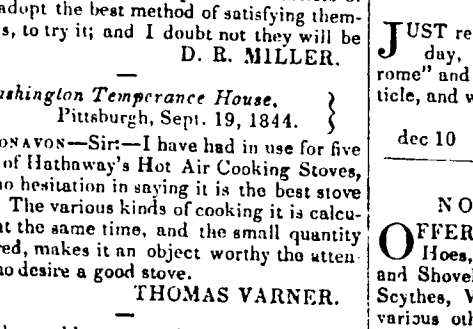 adopt the best method of satisfying them-
s, to try it; and I doubt not they will be
D. R. MILLER.
ashington Temperance House,
Pittsburgh, Sept. 19, 1844.
ONAVON—Sir:—I have had in use for five
of Hathaway's Hot Air Cooking Stoves,
no hesitation in saying it is the best stove
The various kinds of cooking it is calcu-
at the same time, and the small quantity
red, makes it an object worthy the atten-
ho desire a good stove.
THOMAS VARNER.
JUST re
day,
rome" and
ticle, and w
dec 10
NO
OFFER
Hoes,
and Shove
Scythes, V
various oth